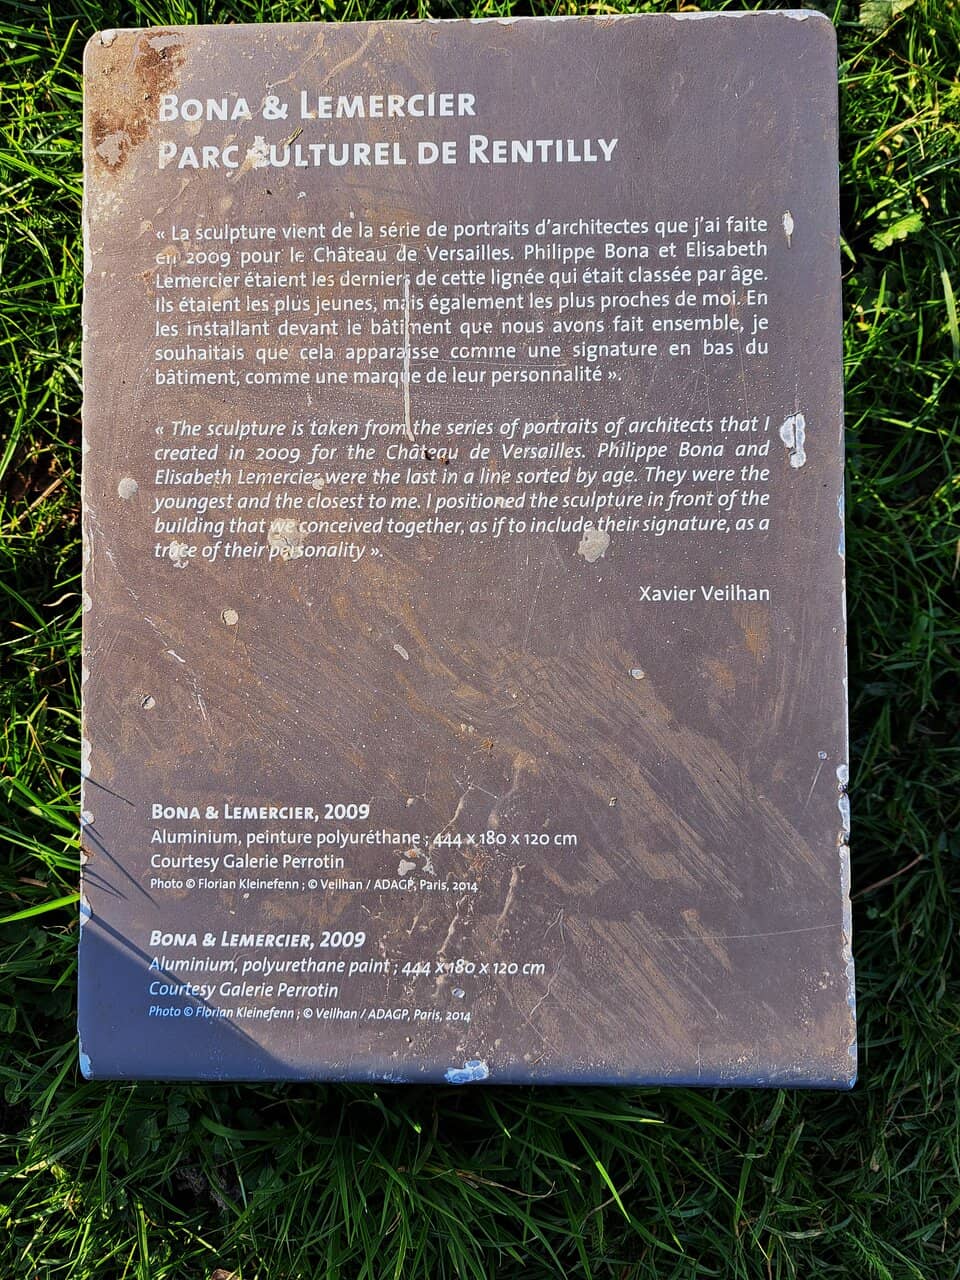 Bona & Lemercier
Parc Culturel de Rentilly
« La sculpture vient de la série de portraits d’architectes que j’ai faite
en 2009 pour le Château de Versailles. Philippe Bona et Elisabeth
Lemercier étaient les derniers de cette lignée qui était classée par âge.
Ils étaient les plus jeunes, mais également les plus proches de moi. En
les installant devant le bâtiment que nous avons fait ensemble, je
souhaitais que cela apparaisse comme une signature en bas du
bâtiment, comme une marque de leur personnalité ».
« The sculpture is taken from the series of portraits of architects that I
created in 2009 for the Château de Versailles. Philippe Bona and
Elisabeth Lemercier were the last in a line sorted by age. They were the
youngest and the closest to me. I positioned the sculpture in front of the
building that we conceived together, as if to include their signature, as a
trace of their personality ».
Xavier Veilhan
Bona & Lemercier, 2009
Aluminium, peinture polyuréthane ; 444 x 180 x 120 cm
Courtesy Galerie Perrotin
Photo © Florian Kleinefenn ; © Veilhan / ADAGP, Paris, 2014
Bona & Lemercier, 2009
Aluminium, polyurethane paint ; 444 x 180 x 120 cm
Courtesy Galerie Perrotin
Photo © Florian Kleinefenn ; © Veilhan / ADAGP, Paris, 2014